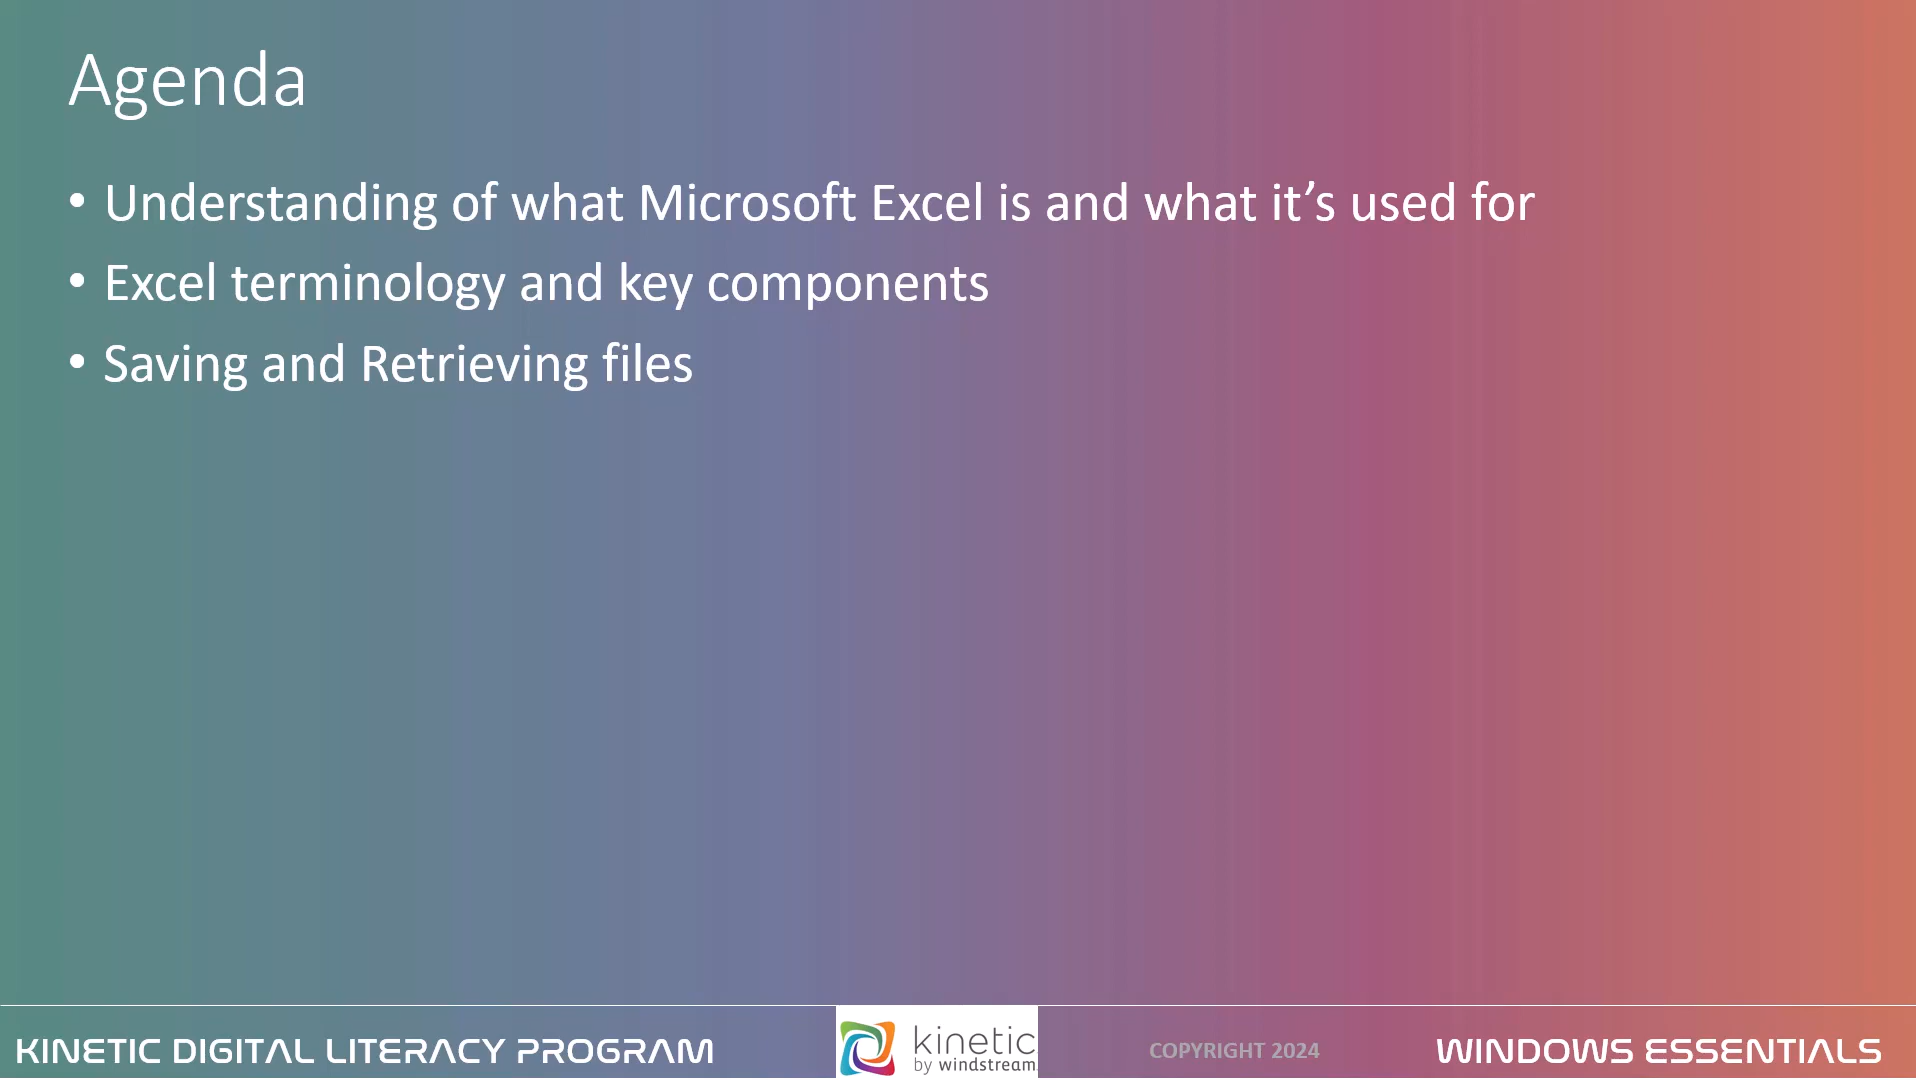 Agenda
• Understanding of what Microsoft Excel is and what it’s used for
• Excel terminology and key components
• Saving and Retrieving files
KINETIC DIGITAL LITERACY PROGRAM
kinetic
by windstream
COPYRIGHT 2024
WINDOWS ESSENTIALS